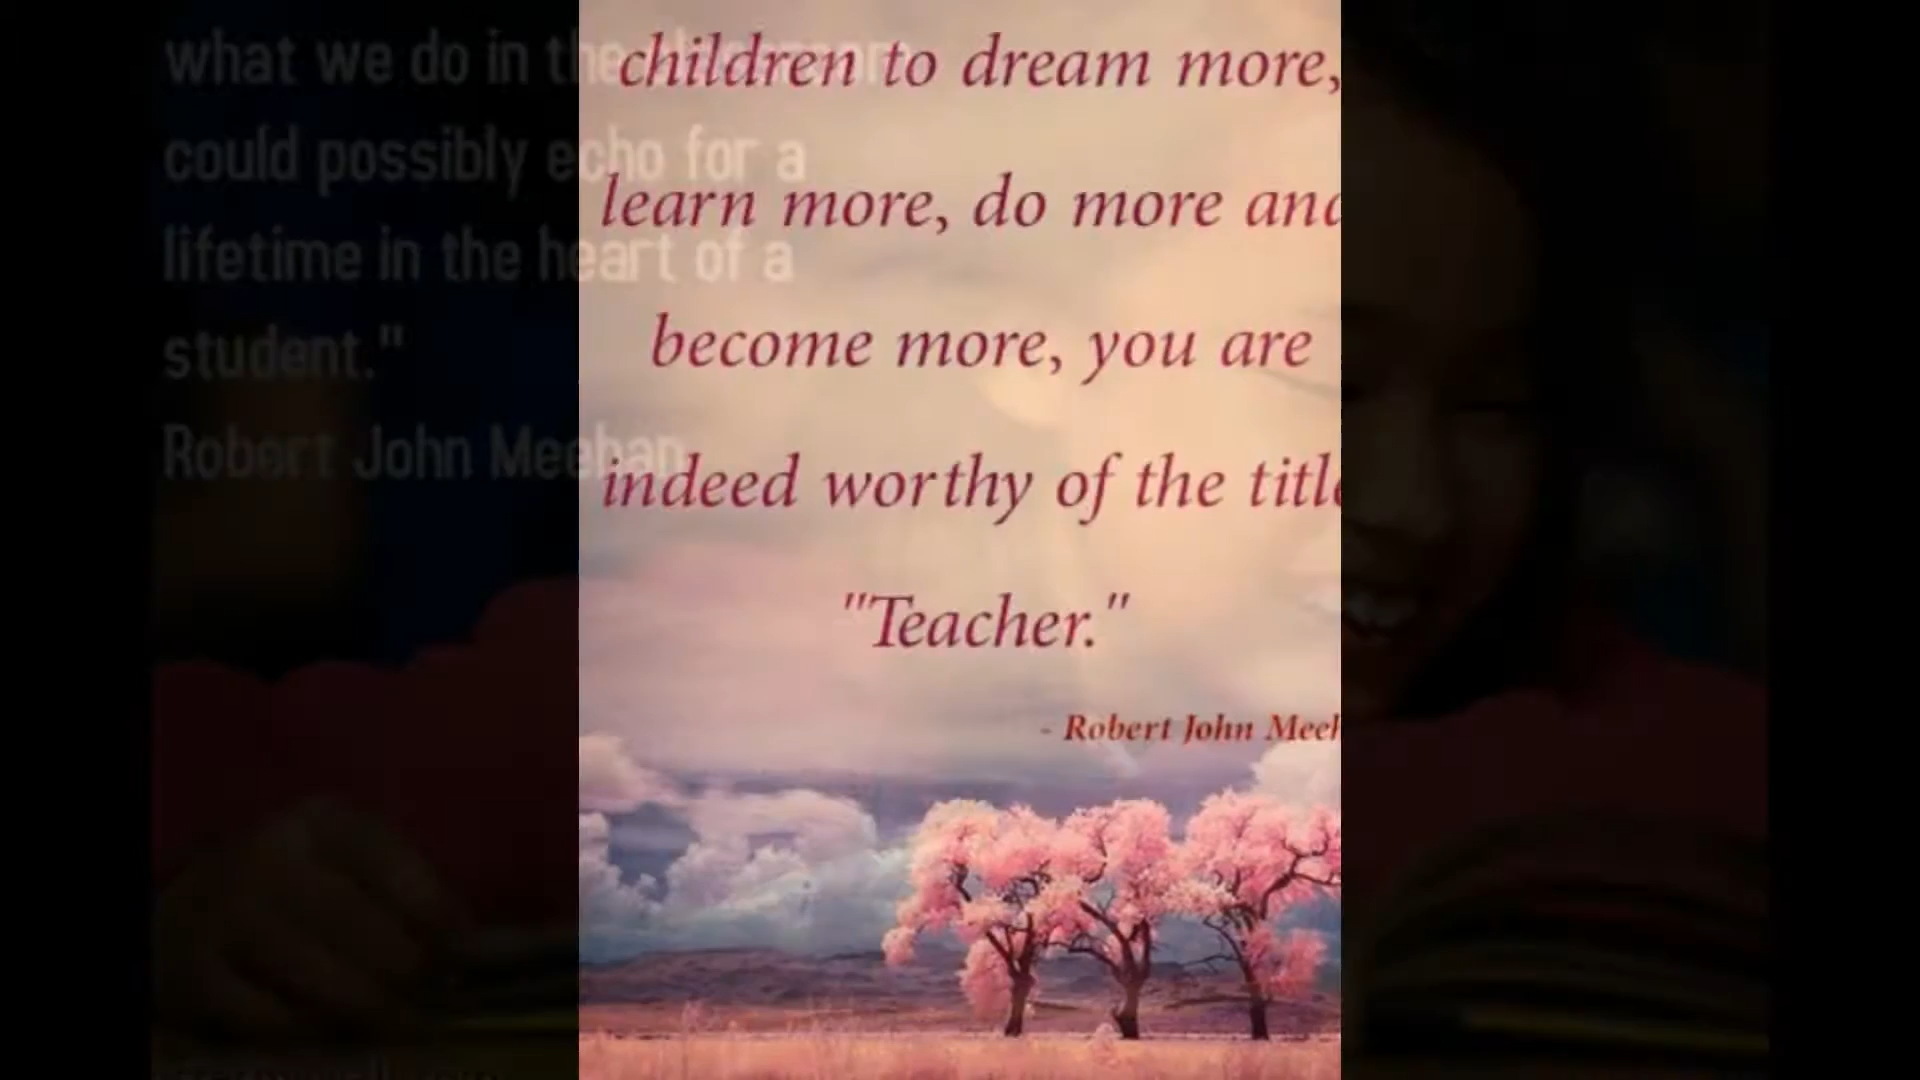 what we do in the classroom
could possibly echo for a
lifetime in the heart of a
student."
Robert John Meehan
children to dream more,
learn more, do more and
become more, you are
indeed worthy of the title
"Teacher."
- Robert John Meeh